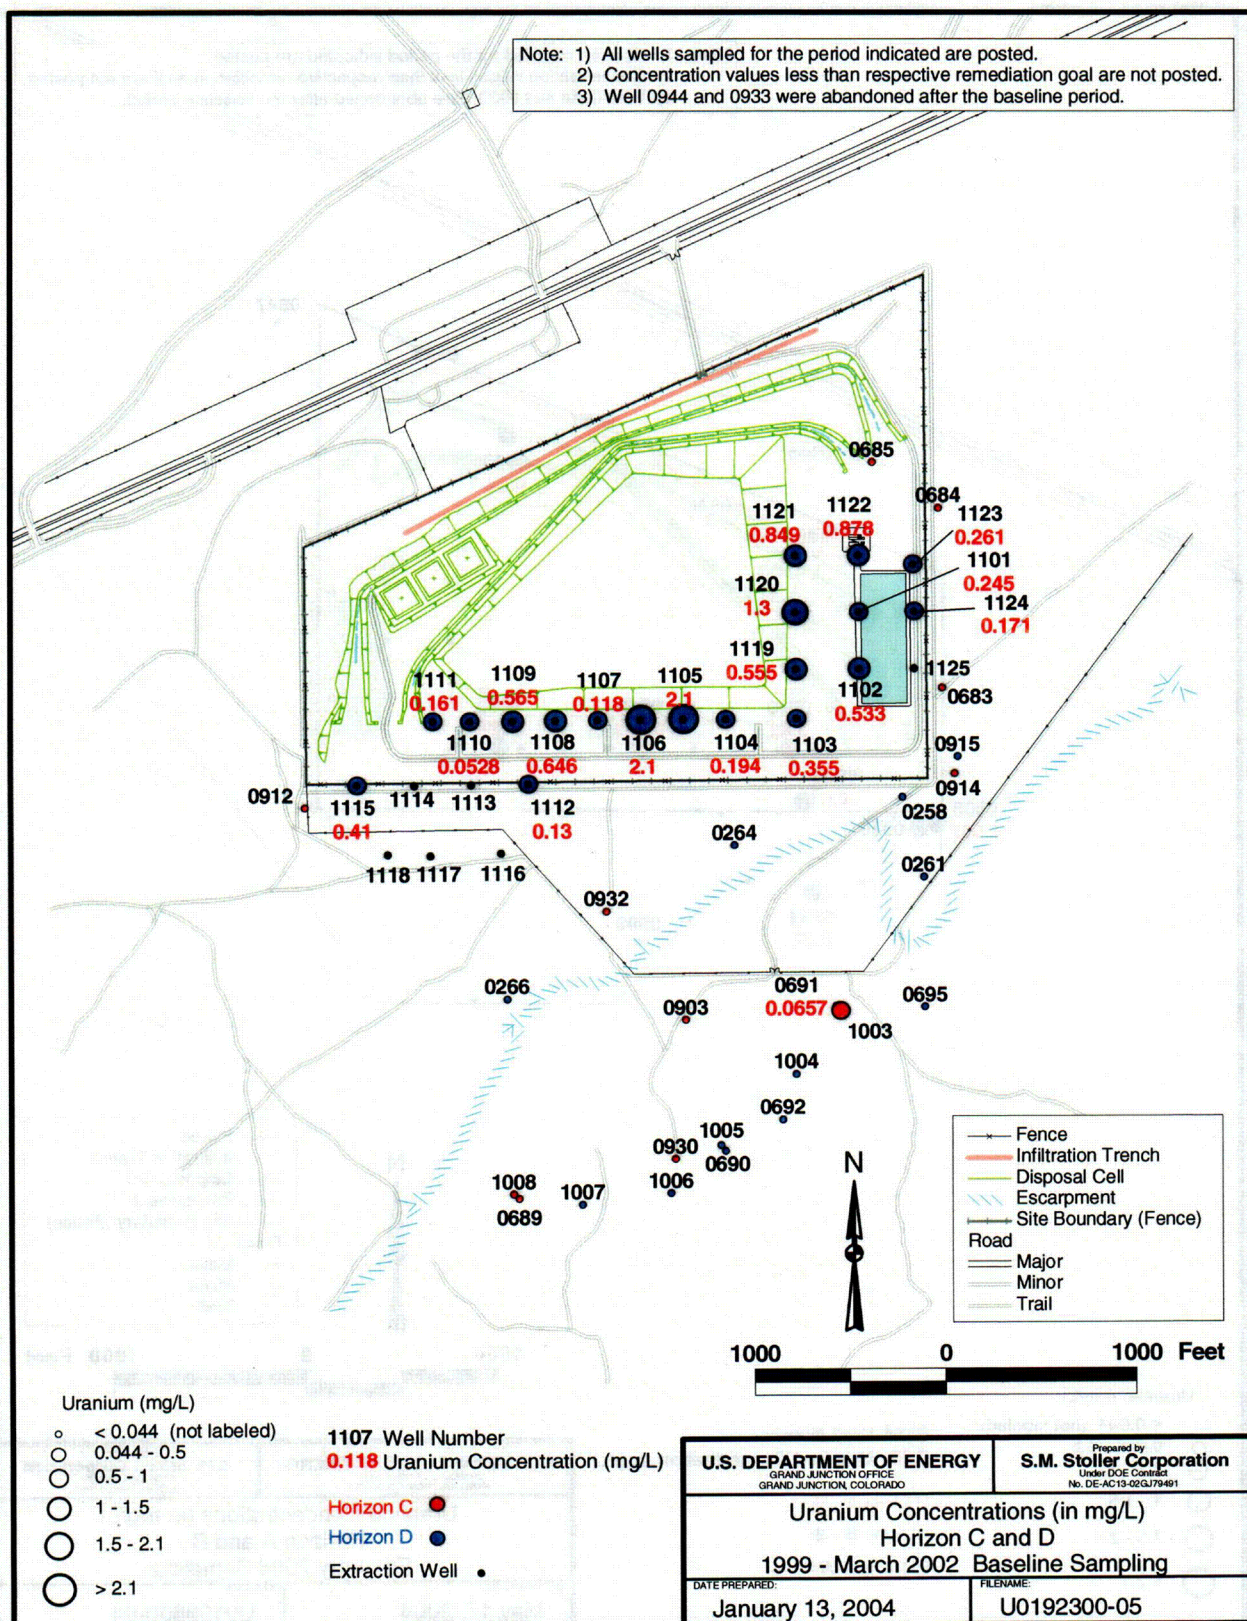 Note: 1) All wells sampled for the period indicated are posted.
2) Concentration values less than respective remediation goal are not posted.
3) Well 0944 and 0933 were abandoned after the baseline period.
0685
0684
1121
0.849
1122
0.878
1123
0.261
1101
0.245
1120
1.3
1124
0.171
1119
0.555
1125
1102
0.533
0683
1111
0.161
1109
0.565
1107
0.118
1105
2.1
1110
0.0528
1108
0.646
1106
2.1
1104
0.194
1103
0.355
0915
0914
0912
1115
0.41
1114
1113
1112
0.13
0258
0264
0261
1118
1117
1116
0932
0266
0903
0691
0.0657
1003
0695
1004
0692
1005
0690
0930
1006
1008
0689
1007
N
Fence
Infiltration Trench
Disposal Cell
Escarpment
Site Boundary (Fence)
Road
Major
Minor
Trail
1000 0 1000 Feet
Uranium (mg/L)
< 0.044 (not labeled)
0.044 - 0.5
0.5 - 1
1 - 1.5
1.5 - 2.1
> 2.1
1107 Well Number
0.118 Uranium Concentration (mg/L)
Horizon C
Horizon D
Extraction Well
U.S. DEPARTMENT OF ENERGY
GRAND JUNCTION OFFICE
GRAND JUNCTION, COLORADO
Prepared by
S.M. Stoller Corporation
Under DOE Contract
No. DE-AC13-02GJ79491
Uranium Concentrations (in mg/L)
Horizon C and D
1999 - March 2002 Baseline Sampling
DATE PREPARED:
January 13, 2004
FILENAME:
U0192300-05